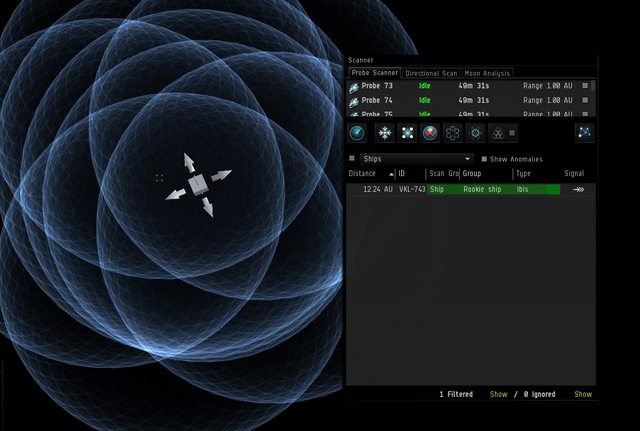 Scanner
Probe Scanner Directional Scan Moon Analysis
Probe 73 Idle 49m 31s Range 1.00 AU
Probe 74 Idle 49m 31s Range 1.00 AU
Probe 75 Idle 49m 31s Range 1.00 AU
Ships Show Anomalies
Distance ID Scan Gro Group Type Signal
12.24 AU VKL-743 Ship Rookie ship Ibis
1 Filtered Show / 0 Ignored Show